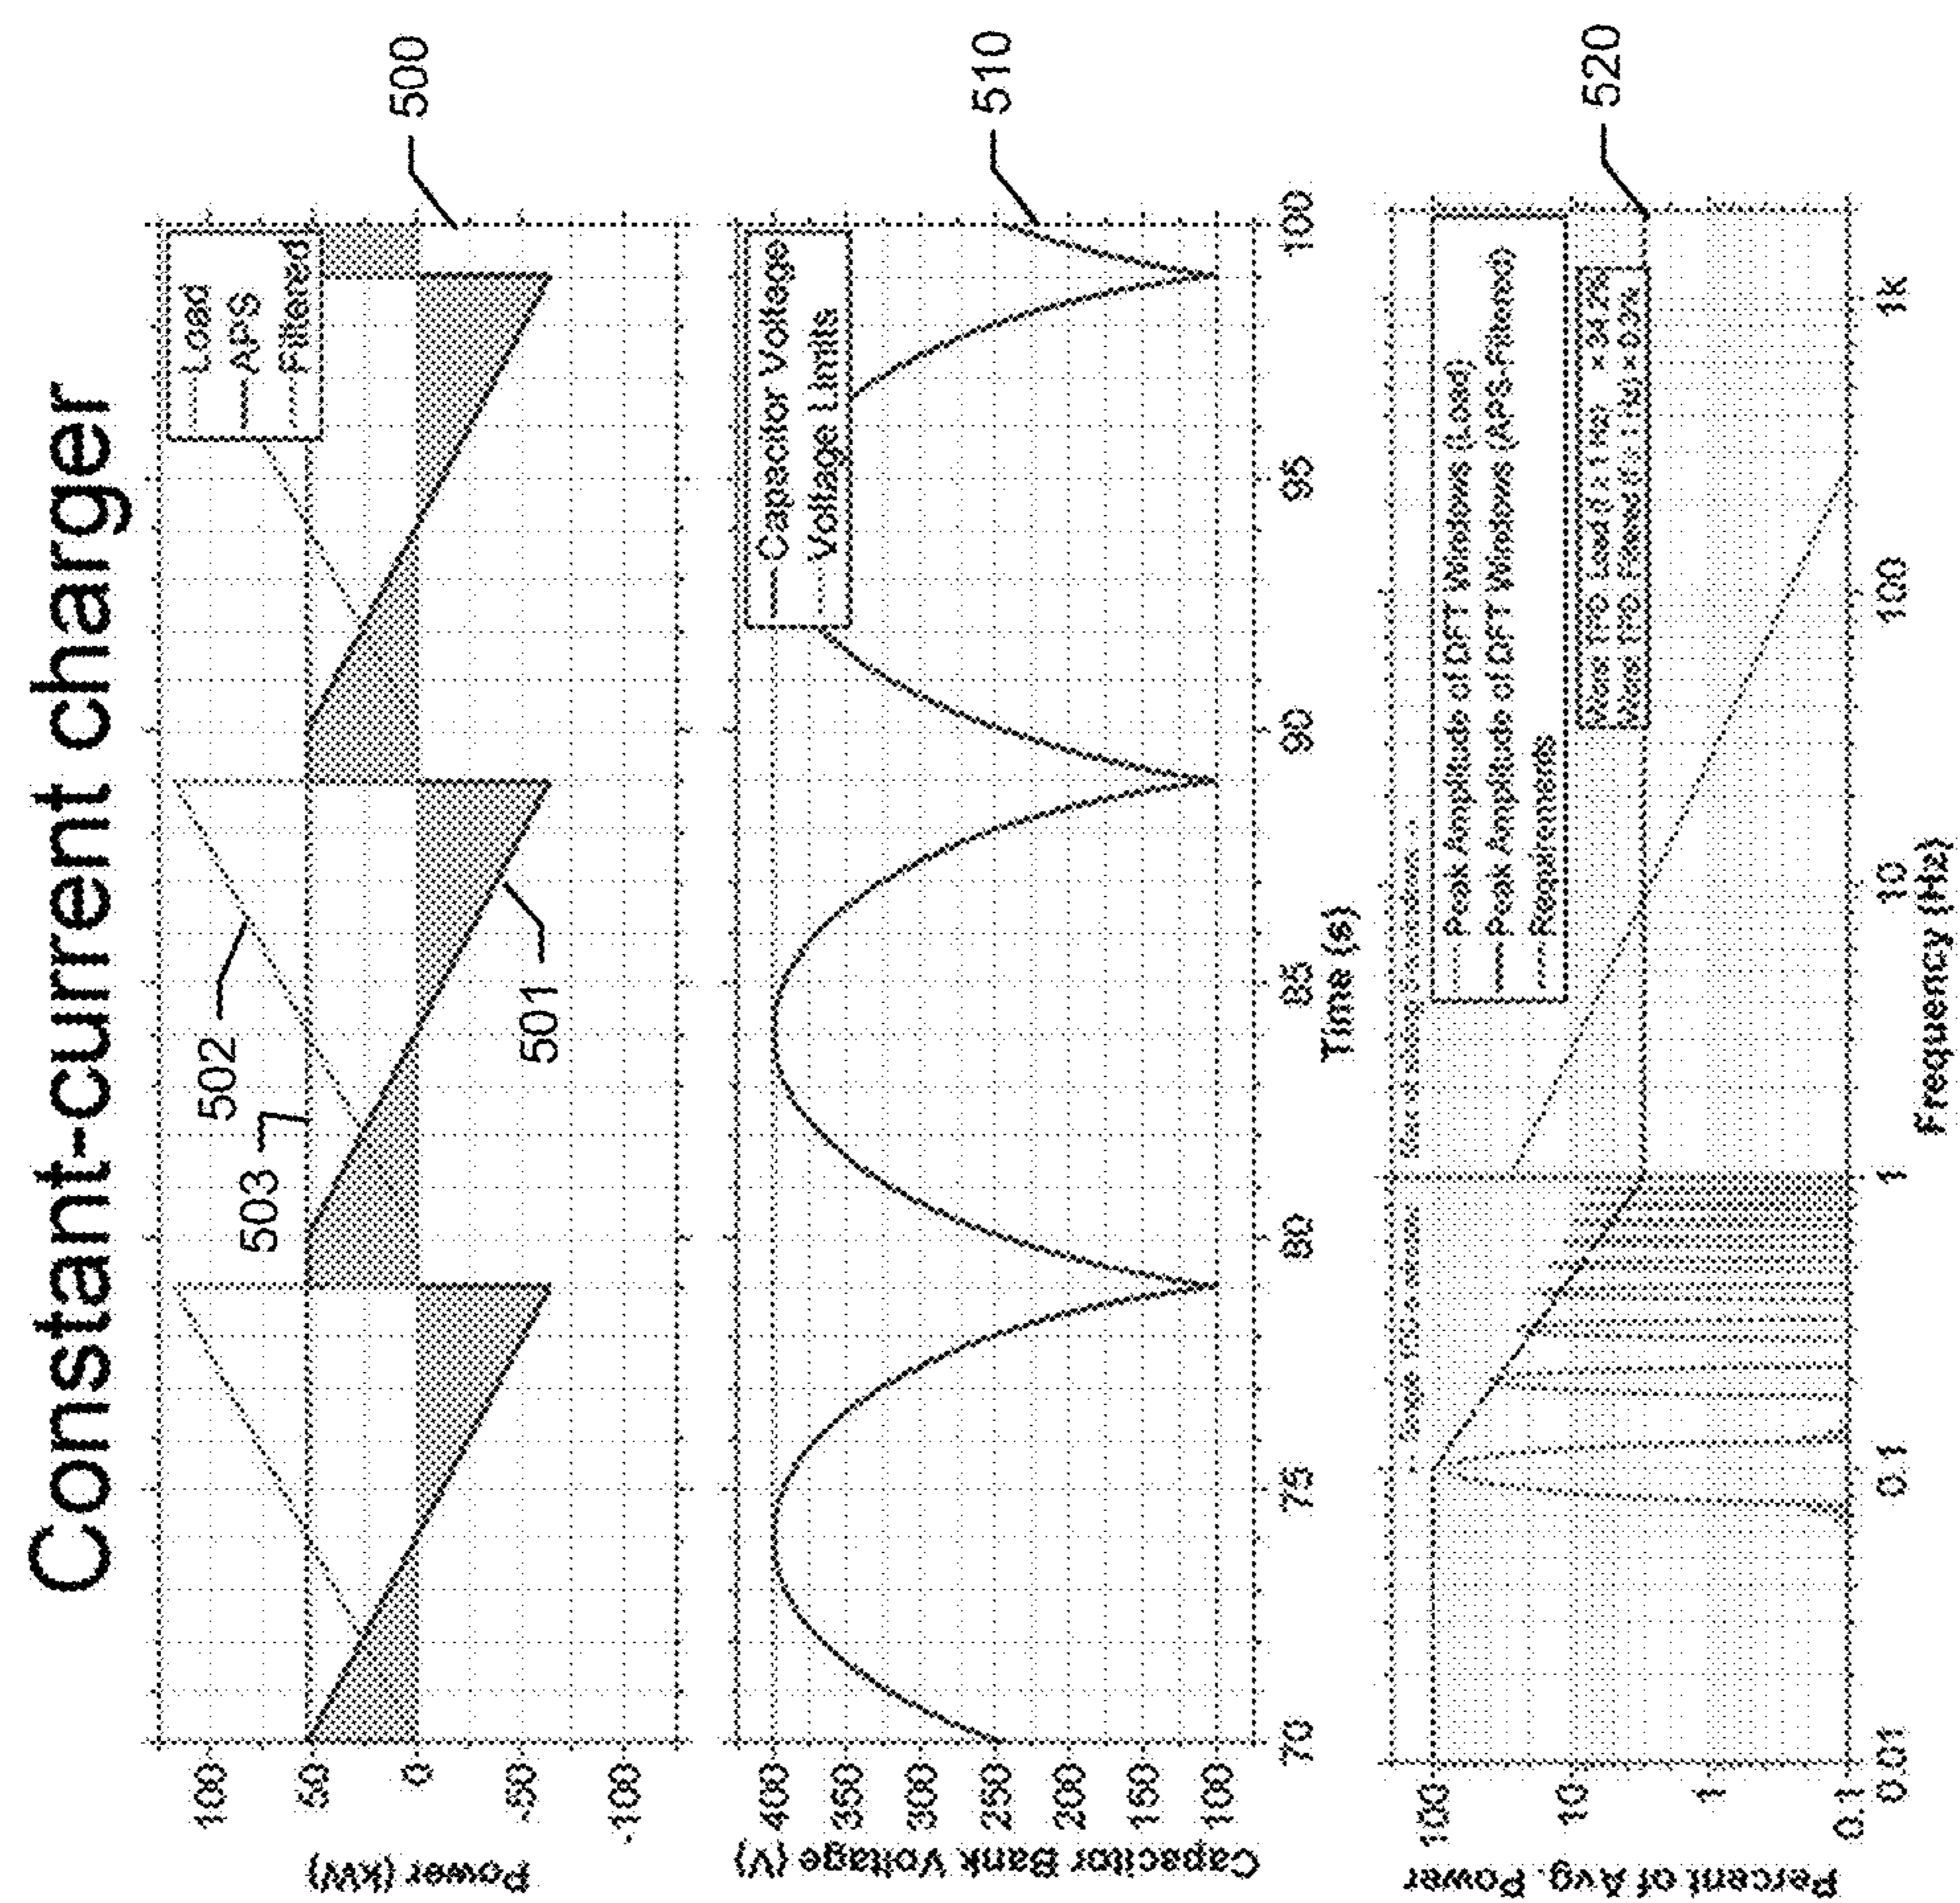 Constant-current charger
Power (kW)
100
50
0
-50
-100
Load
APS
Filtered
500
501
502
503
Capacitor Bank Voltage (V)
400
350
300
250
200
150
100
Capacitor Voltage
Voltage Limits
510
70
75
80
85
90
95
100
Time (s)
Percent of Avg. Power
100
10
1
0.1
Peak Amplitude of DFT Windows (Load)
Peak Amplitude of DFT Windows (APS-Filtered)
Requirements
520
0.01
0.1
1
10
100
1k
Frequency (Hz)